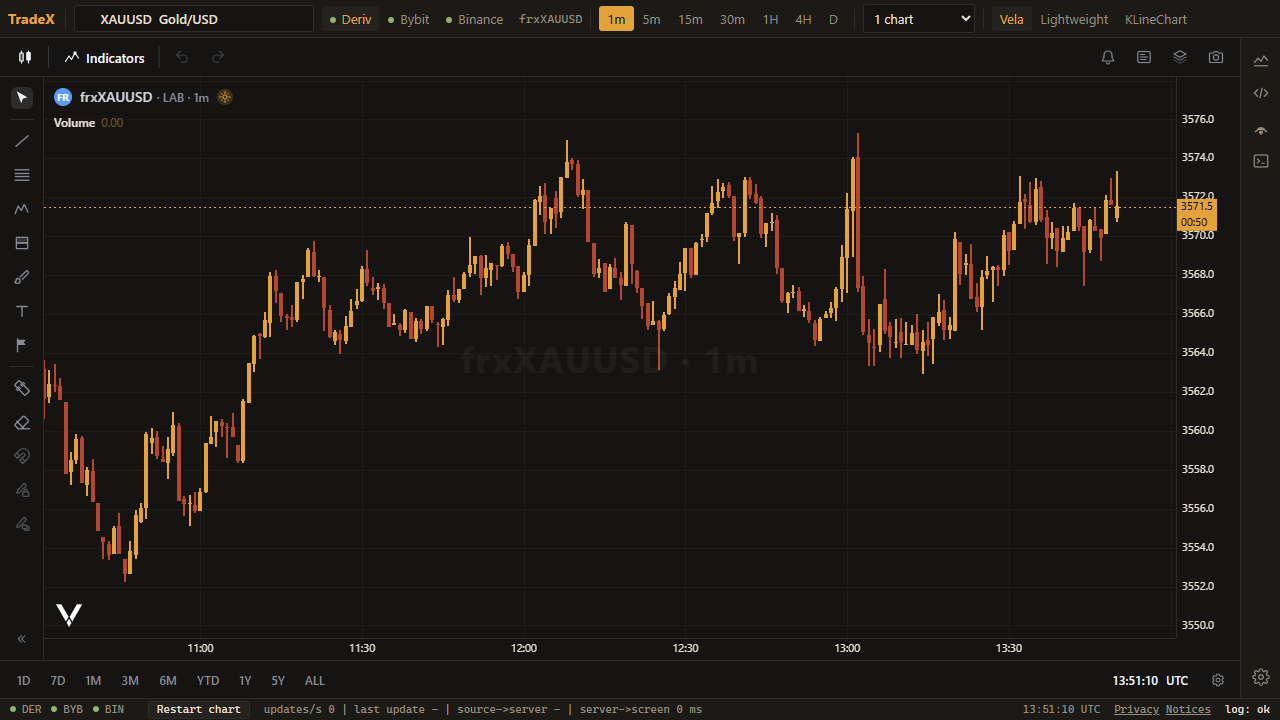 TradeX XAUUSD Gold/USD Deriv Bybit Binance frxXAUUSD 1m 5m 15m 30m 1H 4H D 1 chart Vela Lightweight KLineChart
Indicators
FR frxXAUUSD · LAB · 1m
Volume 0.00
frxXAUUSD · 1m
3576.0
3574.0
3572.0
3571.5
00:50
3570.0
3568.0
3566.0
3564.0
3562.0
3560.0
3558.0
3556.0
3554.0
3552.0
3550.0
11:00 11:30 12:00 12:30 13:00 13:30
1D 7D 1M 3M 6M YTD 1Y 5Y ALL 13:51:10 UTC
DER BYB BIN Restart chart updates/s 0 | last update – | source->server – | server->screen 0 ms 13:51:10 UTC Privacy Notices log: ok